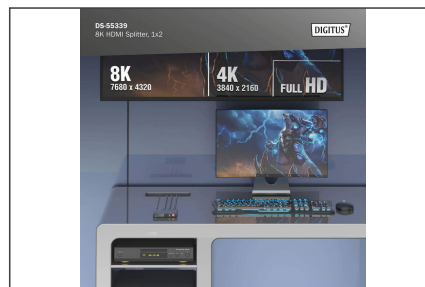 DS-55339
8K HDMI Splitter, 1x2
DIGITUS®
8K
7680 x 4320
4K
3840 x 2160
FULL HD